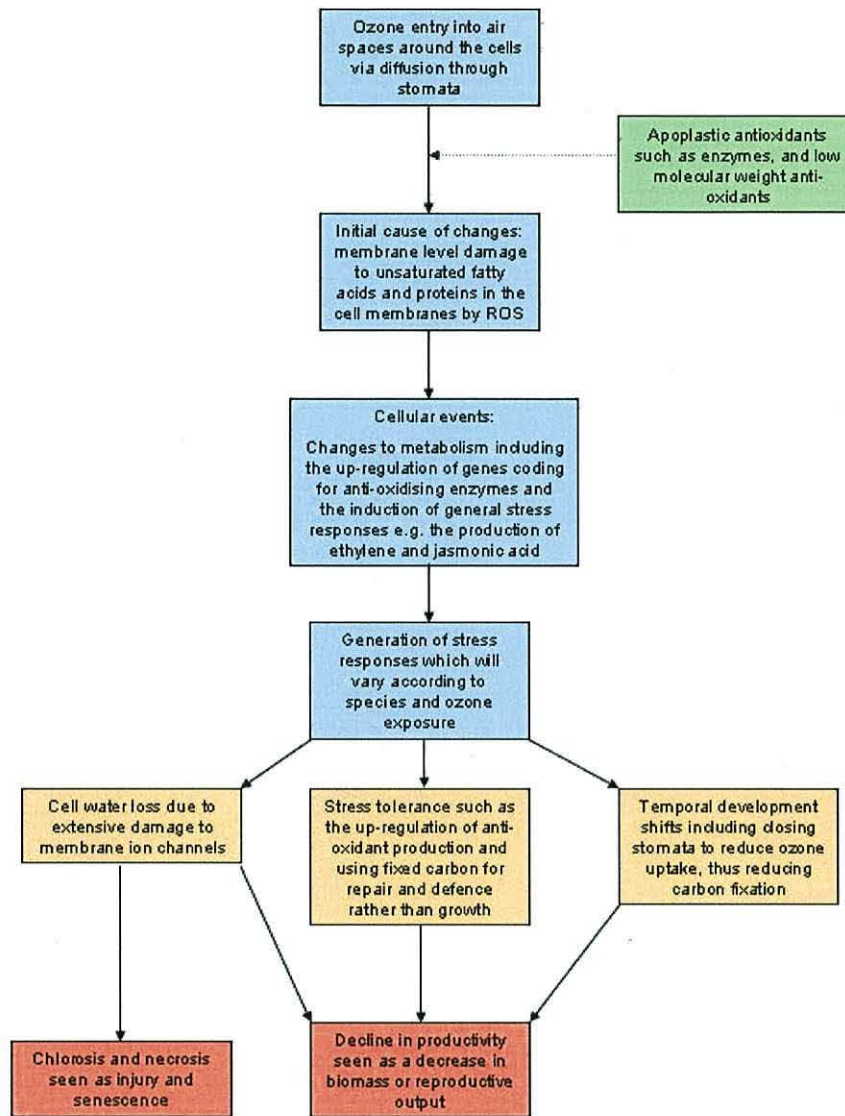 Ozone entry into air
spaces around the cells
via diffusion through
stomata
Apoplastic antioxidants
such as enzymes, and low
molecular weight anti-
oxidants
Initial cause of changes:
membrane level damage
to unsaturated fatty
acids and proteins in the
cell membranes by ROS
Cellular events:
Changes to metabolism including
the up-regulation of genes coding
for anti-oxidising enzymes and
the induction of general stress
responses e.g. the production of
ethylene and jasmonic acid
Generation of stress
responses which will
vary according to
species and ozone
exposure
Cell water loss due to
extensive damage to
membrane ion channels
Stress tolerance such as
the up-regulation of anti-
oxidant production and
using fixed carbon for
repair and defence
rather than growth
Temporal development
shifts including closing
stomata to reduce ozone
uptake, thus reducing
carbon fixation
Chlorosis and necrosis
seen as injury and
senescence
Decline in productivity
seen as a decrease in
biomass or reproductive
output